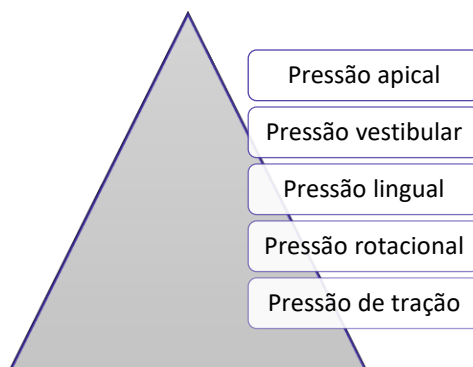 Pressão apical
Pressão vestibular
Pressão lingual
Pressão rotacional
Pressão de tração